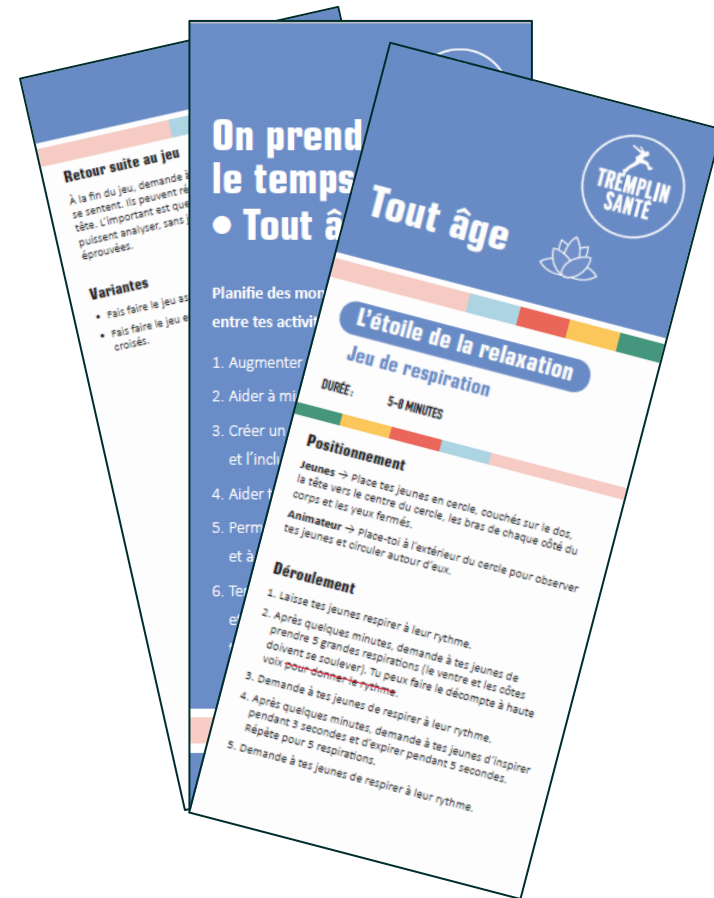 Retour suite au jeu
À la fin du jeu, demande à
se sentent. Ils peuvent ré
tête. L'important est que
puissent analyser, sans j
éprouvées.
Variantes
• Fais faire le jeu as
• Fais faire le jeu e
croisés.
On prend
le temps
• Tout â
Planifie des mo
entre tes activit
1. Augmenter
2. Aider à mi
3. Créer un
et l'inclu
4. Aider t
5. Perm
et à
6. Te
et
TREMPLIN
SANTÉ
Tout âge
L'étoile de la relaxation
Jeu de respiration
DURÉE : 5-8 MINUTES
Positionnement
Jeunes → Place tes jeunes en cercle, couchés sur le dos,
la tête vers le centre du cercle, les bras de chaque côté du
corps et les yeux fermés.
Animateur → Place-toi à l'extérieur du cercle pour observer
tes jeunes et circuler autour d'eux.
Déroulement
1. Laisse tes jeunes respirer à leur rythme.
2. Après quelques minutes, demande à tes jeunes de
prendre 5 grandes respirations (le ventre et les côtes
doivent se soulever). Tu peux faire le décompte à haute
voix pour donner le rythme.
3. Demande à tes jeunes de respirer à leur rythme.
4. Après quelques minutes, demande à tes jeunes d'inspirer
pendant 3 secondes et d'expirer pendant 5 secondes.
Répète pour 5 respirations.
5. Demande à tes jeunes de respirer à leur rythme.